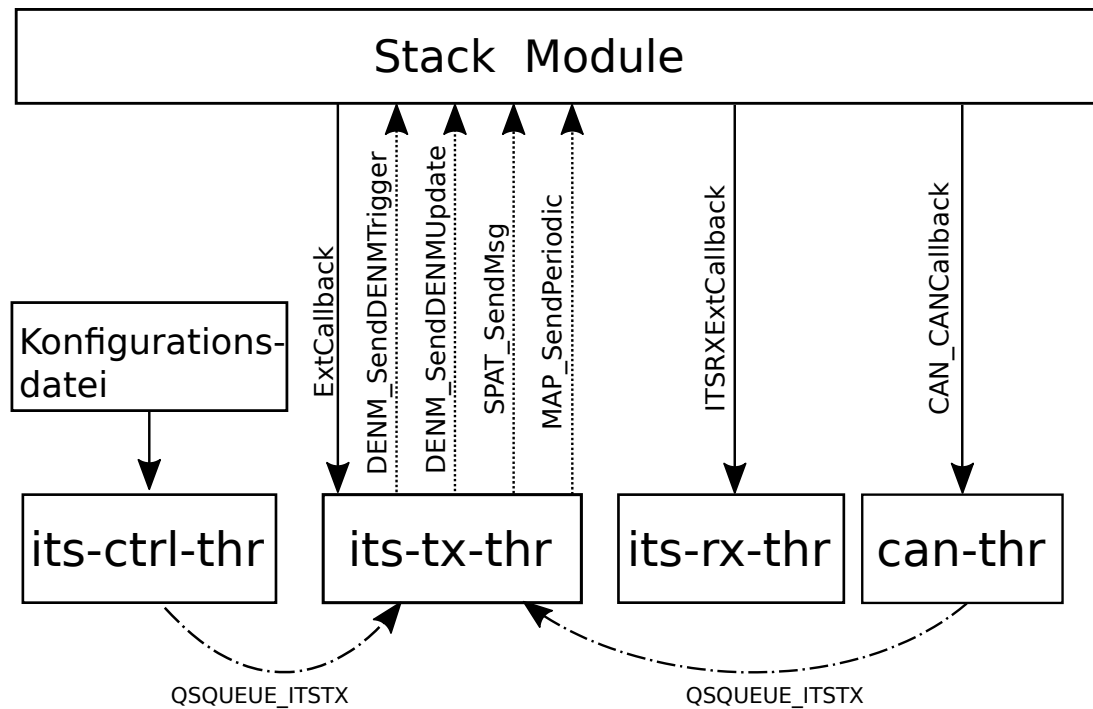 Stack Module
ExtCallback
DENM_SendDENMTrigger
DENM_SendDENMUpdate
SPAT_SendMsg
MAP_SendPeriodic
ITSRXExtCallback
CAN_CANCallback
Konfigurations-
datei
its-ctrl-thr
its-tx-thr
its-rx-thr
can-thr
QSQUEUE_ITSTX
QSQUEUE_ITSTX